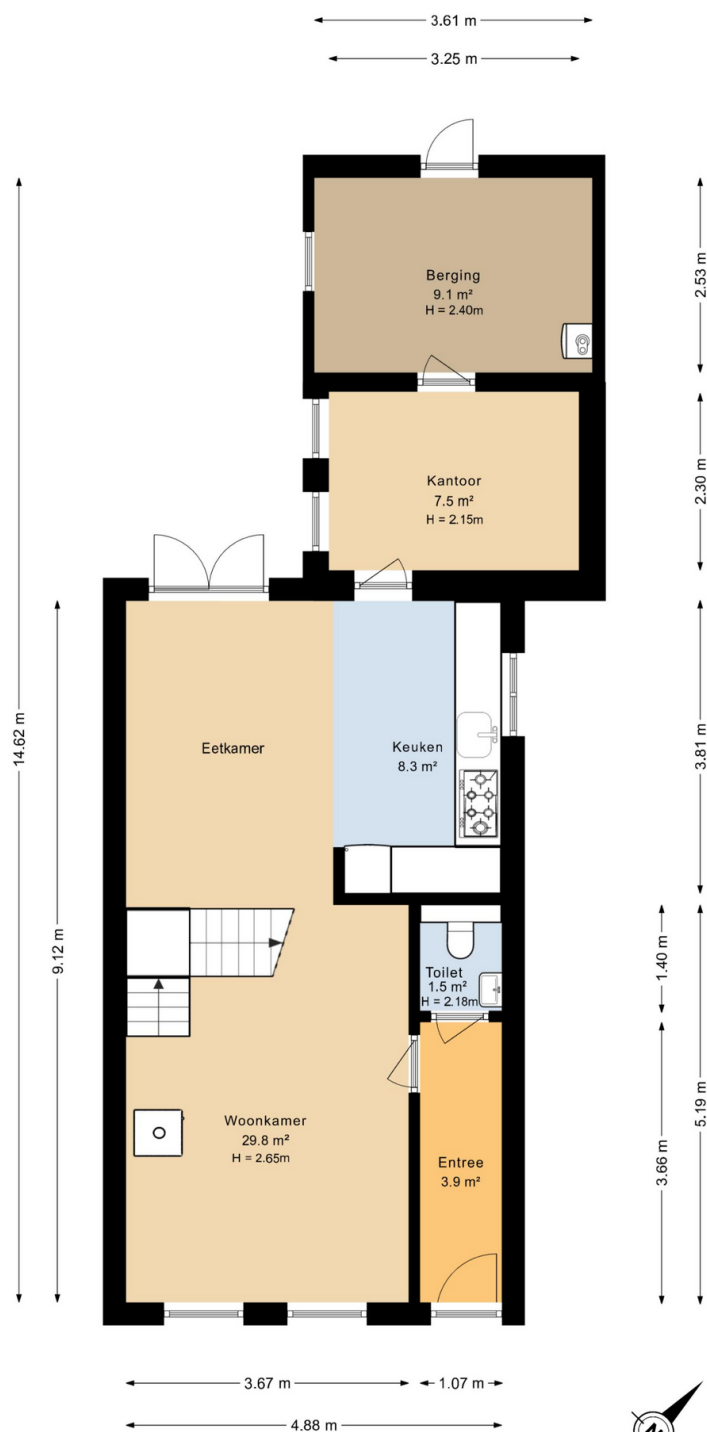 3.61 m
3.25 m
Berging
9.1 m²
H = 2.40m
2.53 m
Kantoor
7.5 m²
H = 2.15m
2.30 m
14.62 m
Eetkamer
Keuken
8.3 m²
3.81 m
9.12 m
Toilet
1.5 m²
H = 2.18m
1.40 m
Woonkamer
29.8 m²
H = 2.65m
Entree
3.9 m²
3.66 m
5.19 m
3.67 m
1.07 m
4.88 m
N